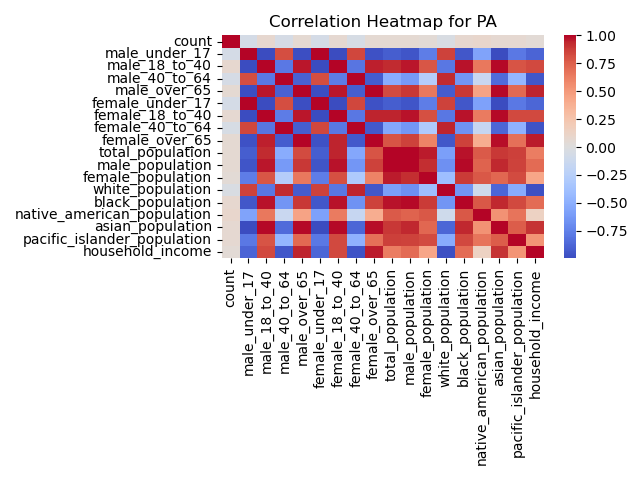 Correlation Heatmap for PA
count
male_under_17
male_18_to_40
male_40_to_64
male_over_65
female_under_17
female_18_to_40
female_40_to_64
female_over_65
total_population
male_population
female_population
white_population
black_population
native_american_population
asian_population
pacific_islander_population
household_income
count
male_under_17
male_18_to_40
male_40_to_64
male_over_65
female_under_17
female_18_to_40
female_40_to_64
female_over_65
total_population
male_population
female_population
white_population
black_population
native_american_population
asian_population
pacific_islander_population
household_income
1.00
0.75
0.50
0.25
0.00
−0.25
−0.50
−0.75